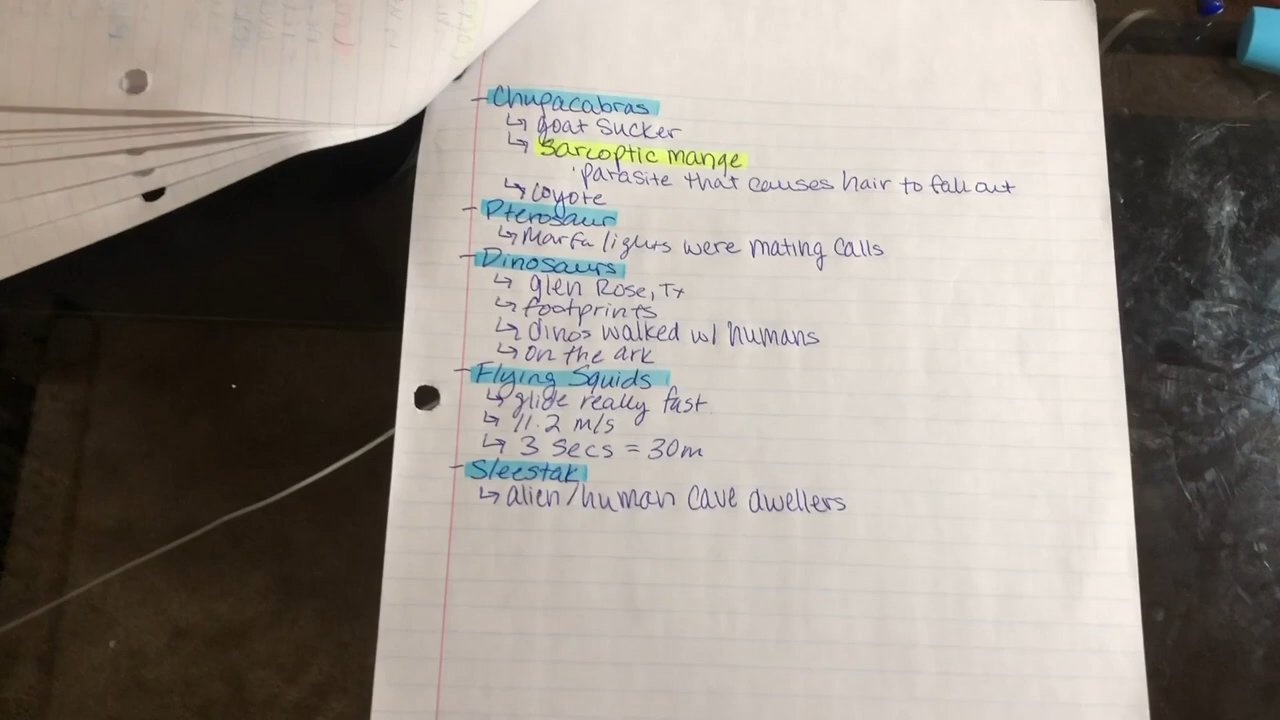 - Chupacabras
↳ goat sucker
↳ Sarcoptic mange
· parasite that causes hair to fall out
↳ coyote
- Pterosaur
↳ Marfa lights were mating calls
- Dinosaurs
↳ glen Rose, Tx
↳ footprints
↳ dinos walked w/ humans
↳ on the ark
- Flying Squids
↳ glide really fast
↳ 11.2 m/s
↳ 3 secs = 30m
- Sleestak
↳ alien/human cave dwellers